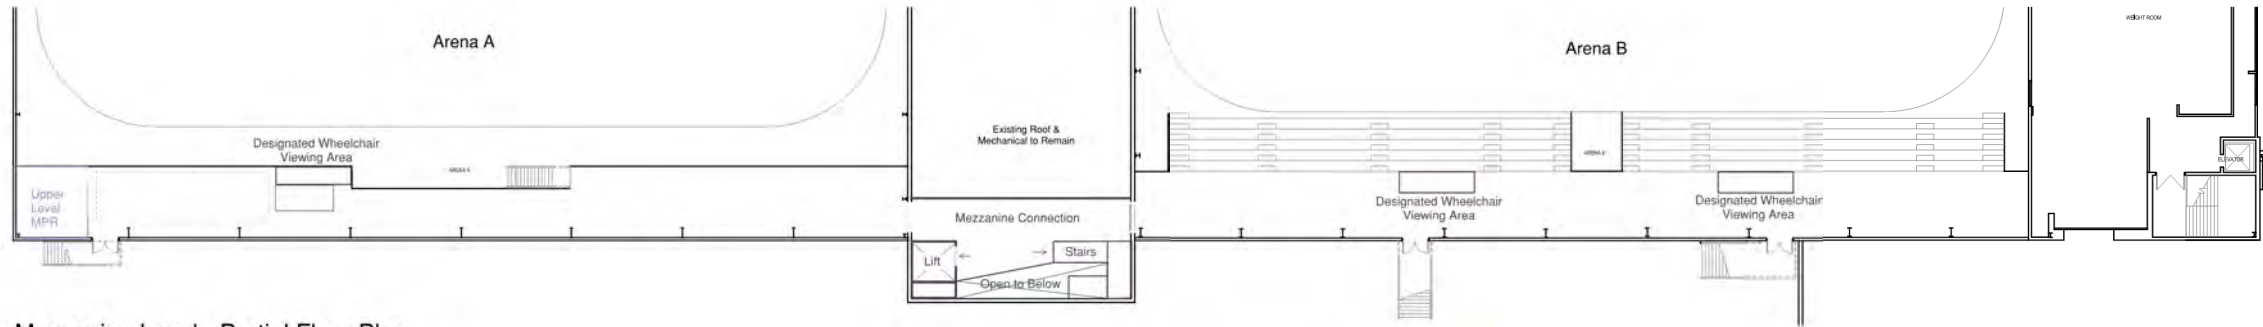 WEIGHT ROOM
Arena A
Arena B
Existing Roof &
Mechanical to Remain
Designated Wheelchair
Viewing Area
ARENA A
ELEVATOR
Upper
Level
MPR
Designated Wheelchair
Viewing Area
Designated Wheelchair
Viewing Area
Mezzanine Connection
Lift
Stairs
Open to Below